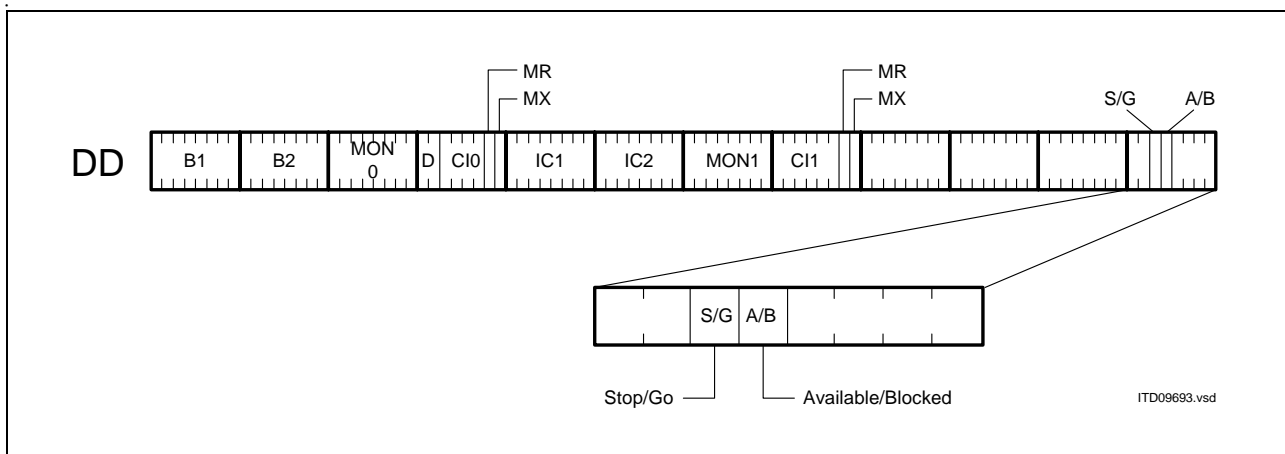 MR
MR
MX
MX
S/G
A/B
DD
B1
B2
MON
0
D
CI0
IC1
IC2
MON1
CI1
S/G
A/B
Stop/Go
Available/Blocked
ITD09693.vsd